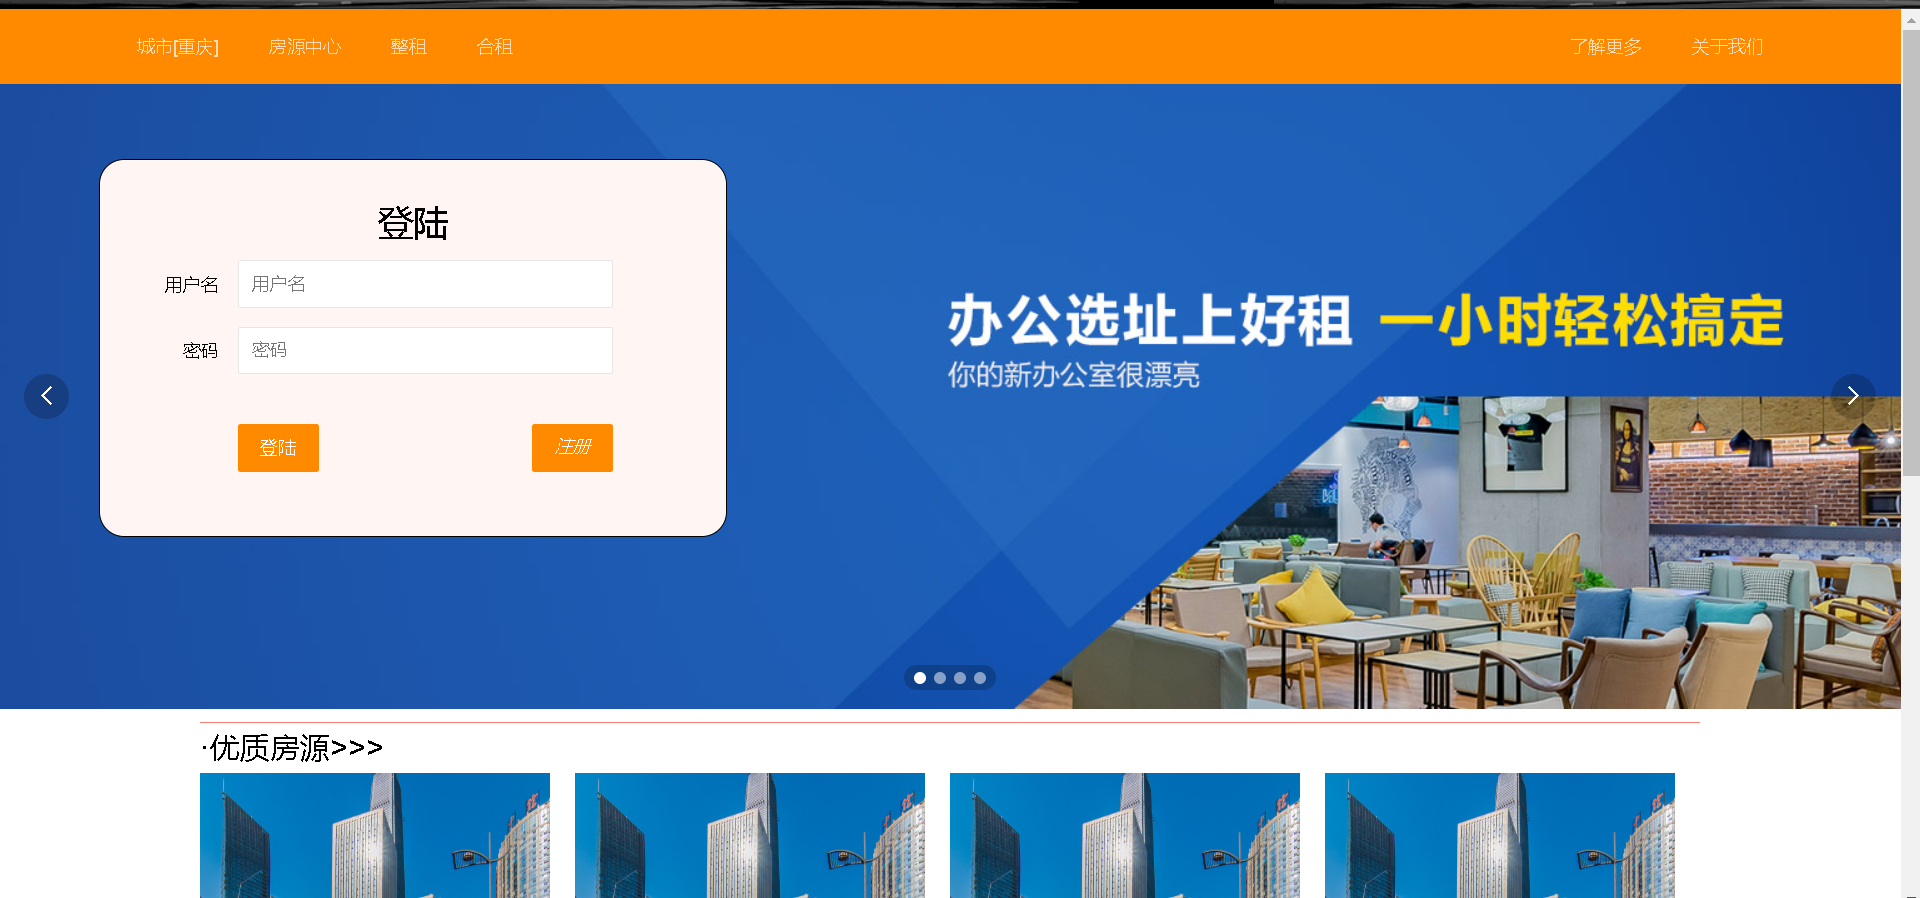 城市[重庆] 房源中心 整租 合租 了解更多 关于我们
登陆
用户名 用户名
密码 密码
登陆 注册
办公选址上好租 一小时轻松搞定
你的新办公室很漂亮
·优质房源>>>